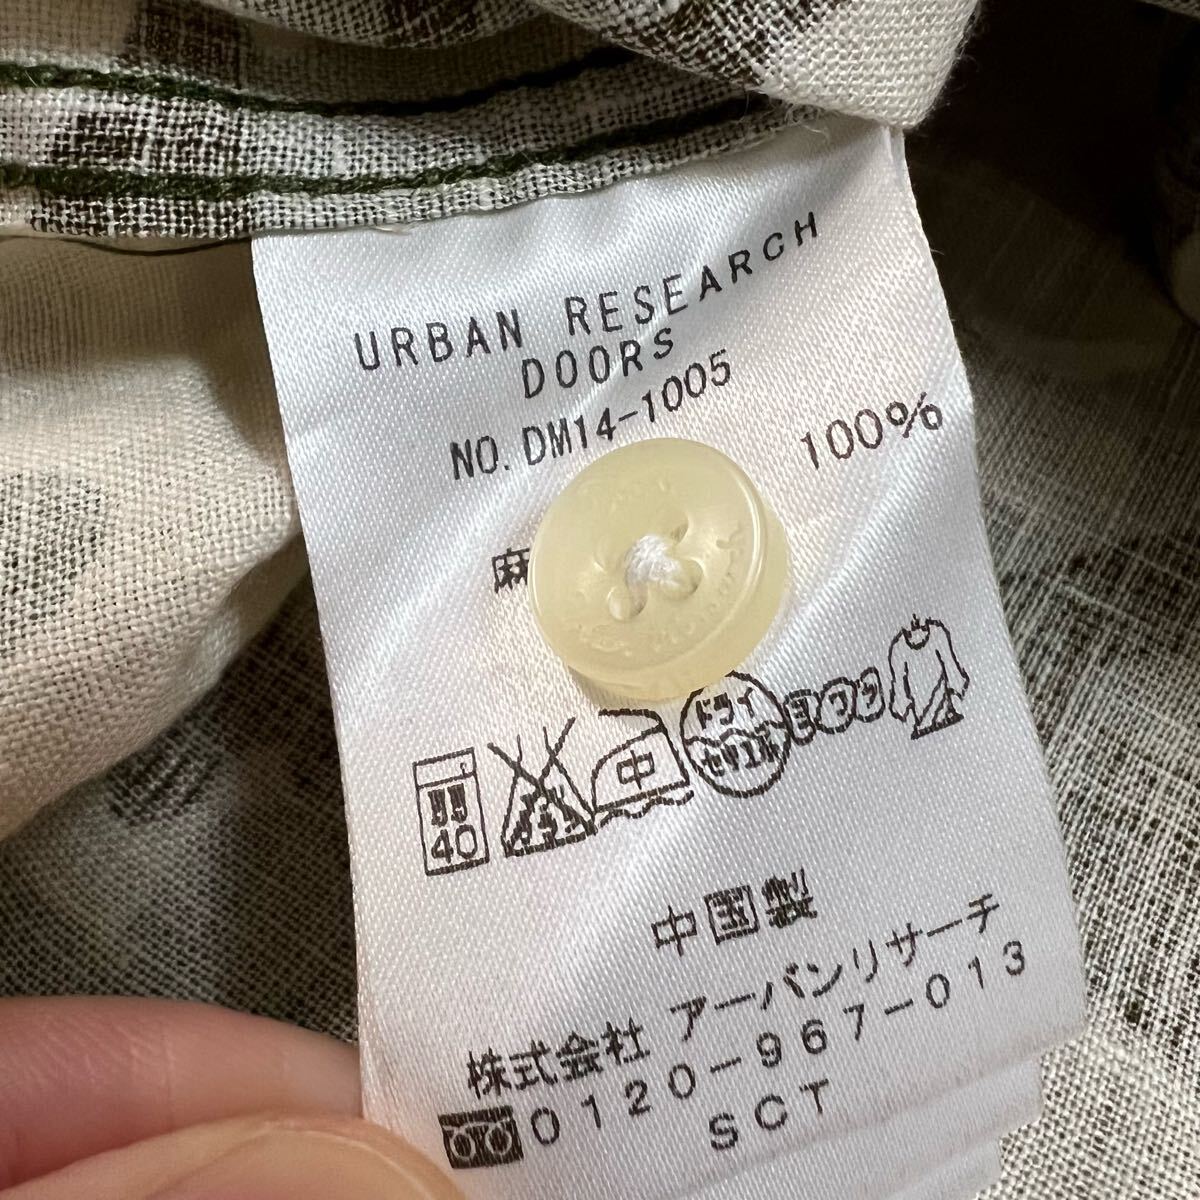 URBAN RESEARCH
DOORS
NO. DM14-1005
麻 100%
40 中 ドライ
中国製
株式会社 アーバンリサーチ
0120-967-013
SCT